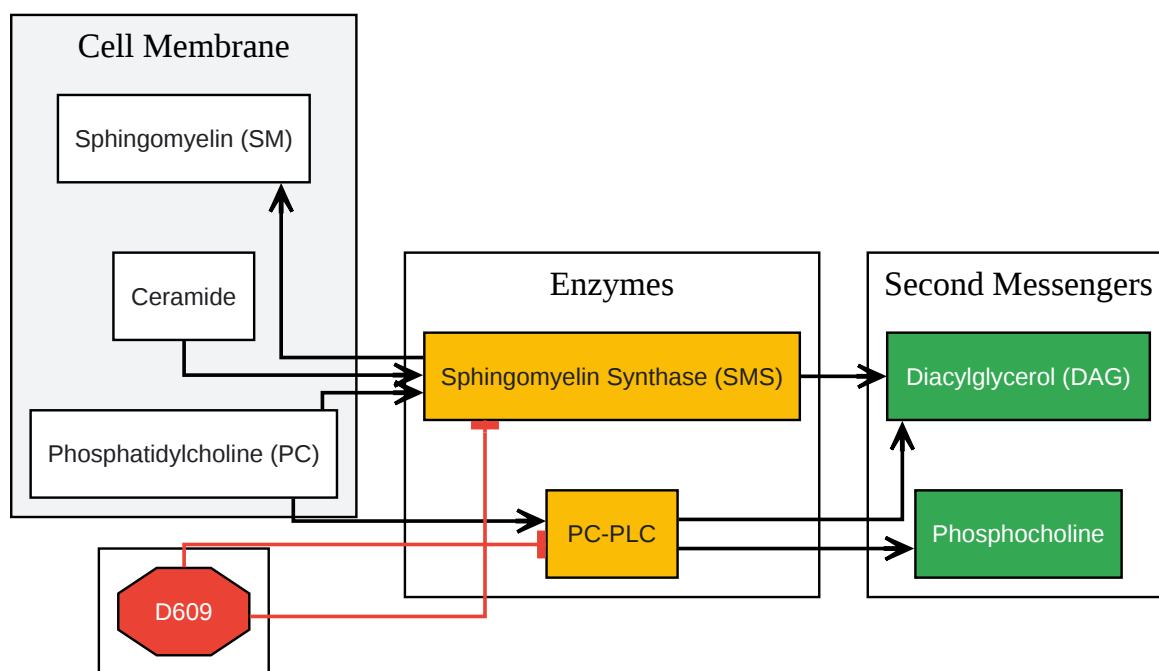 Cell Membrane
Sphingomyelin (SM)
Ceramide
Phosphatidylcholine (PC)
Enzymes
Sphingomyelin Synthase (SMS)
PC-PLC
Second Messengers
Diacylglycerol (DAG)
Phosphocholine
D609